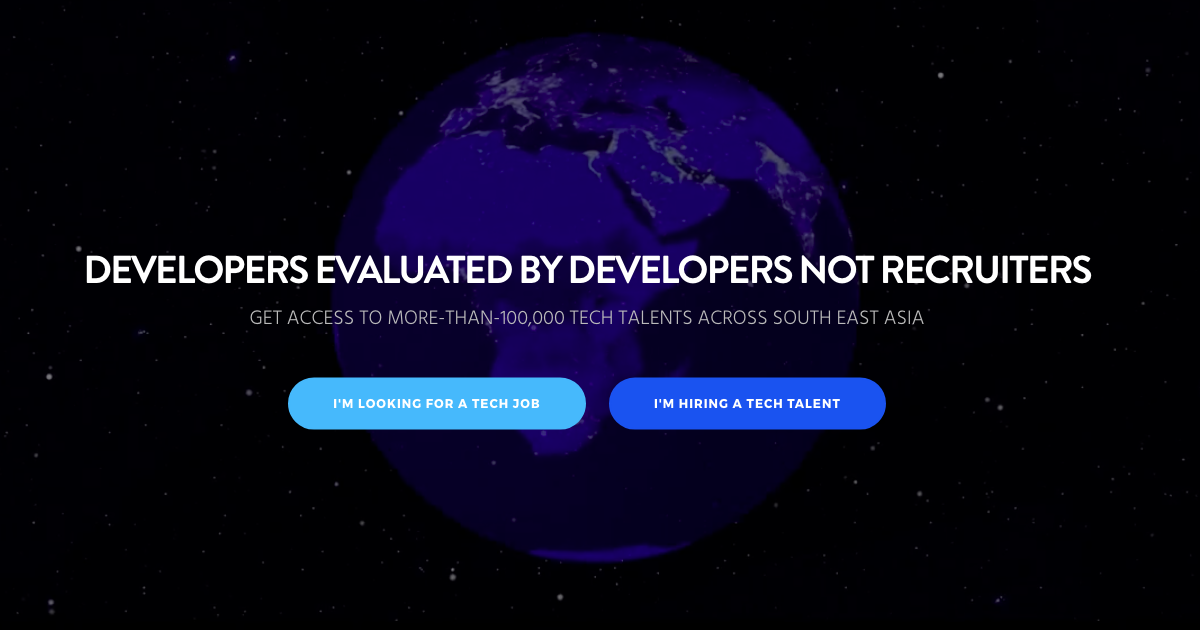 DEVELOPERS EVALUATED BY DEVELOPERS NOT RECRUITERS
GET ACCESS TO MORE-THAN-100,000 TECH TALENTS ACROSS SOUTH EAST ASIA
I'M LOOKING FOR A TECH JOB
I'M HIRING A TECH TALENT